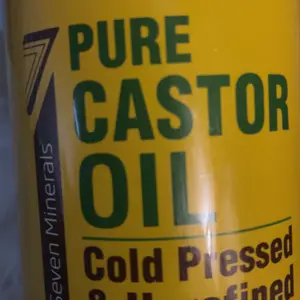 PURE
CASTOR
OIL
Cold Pressed
&
Seven Minerals